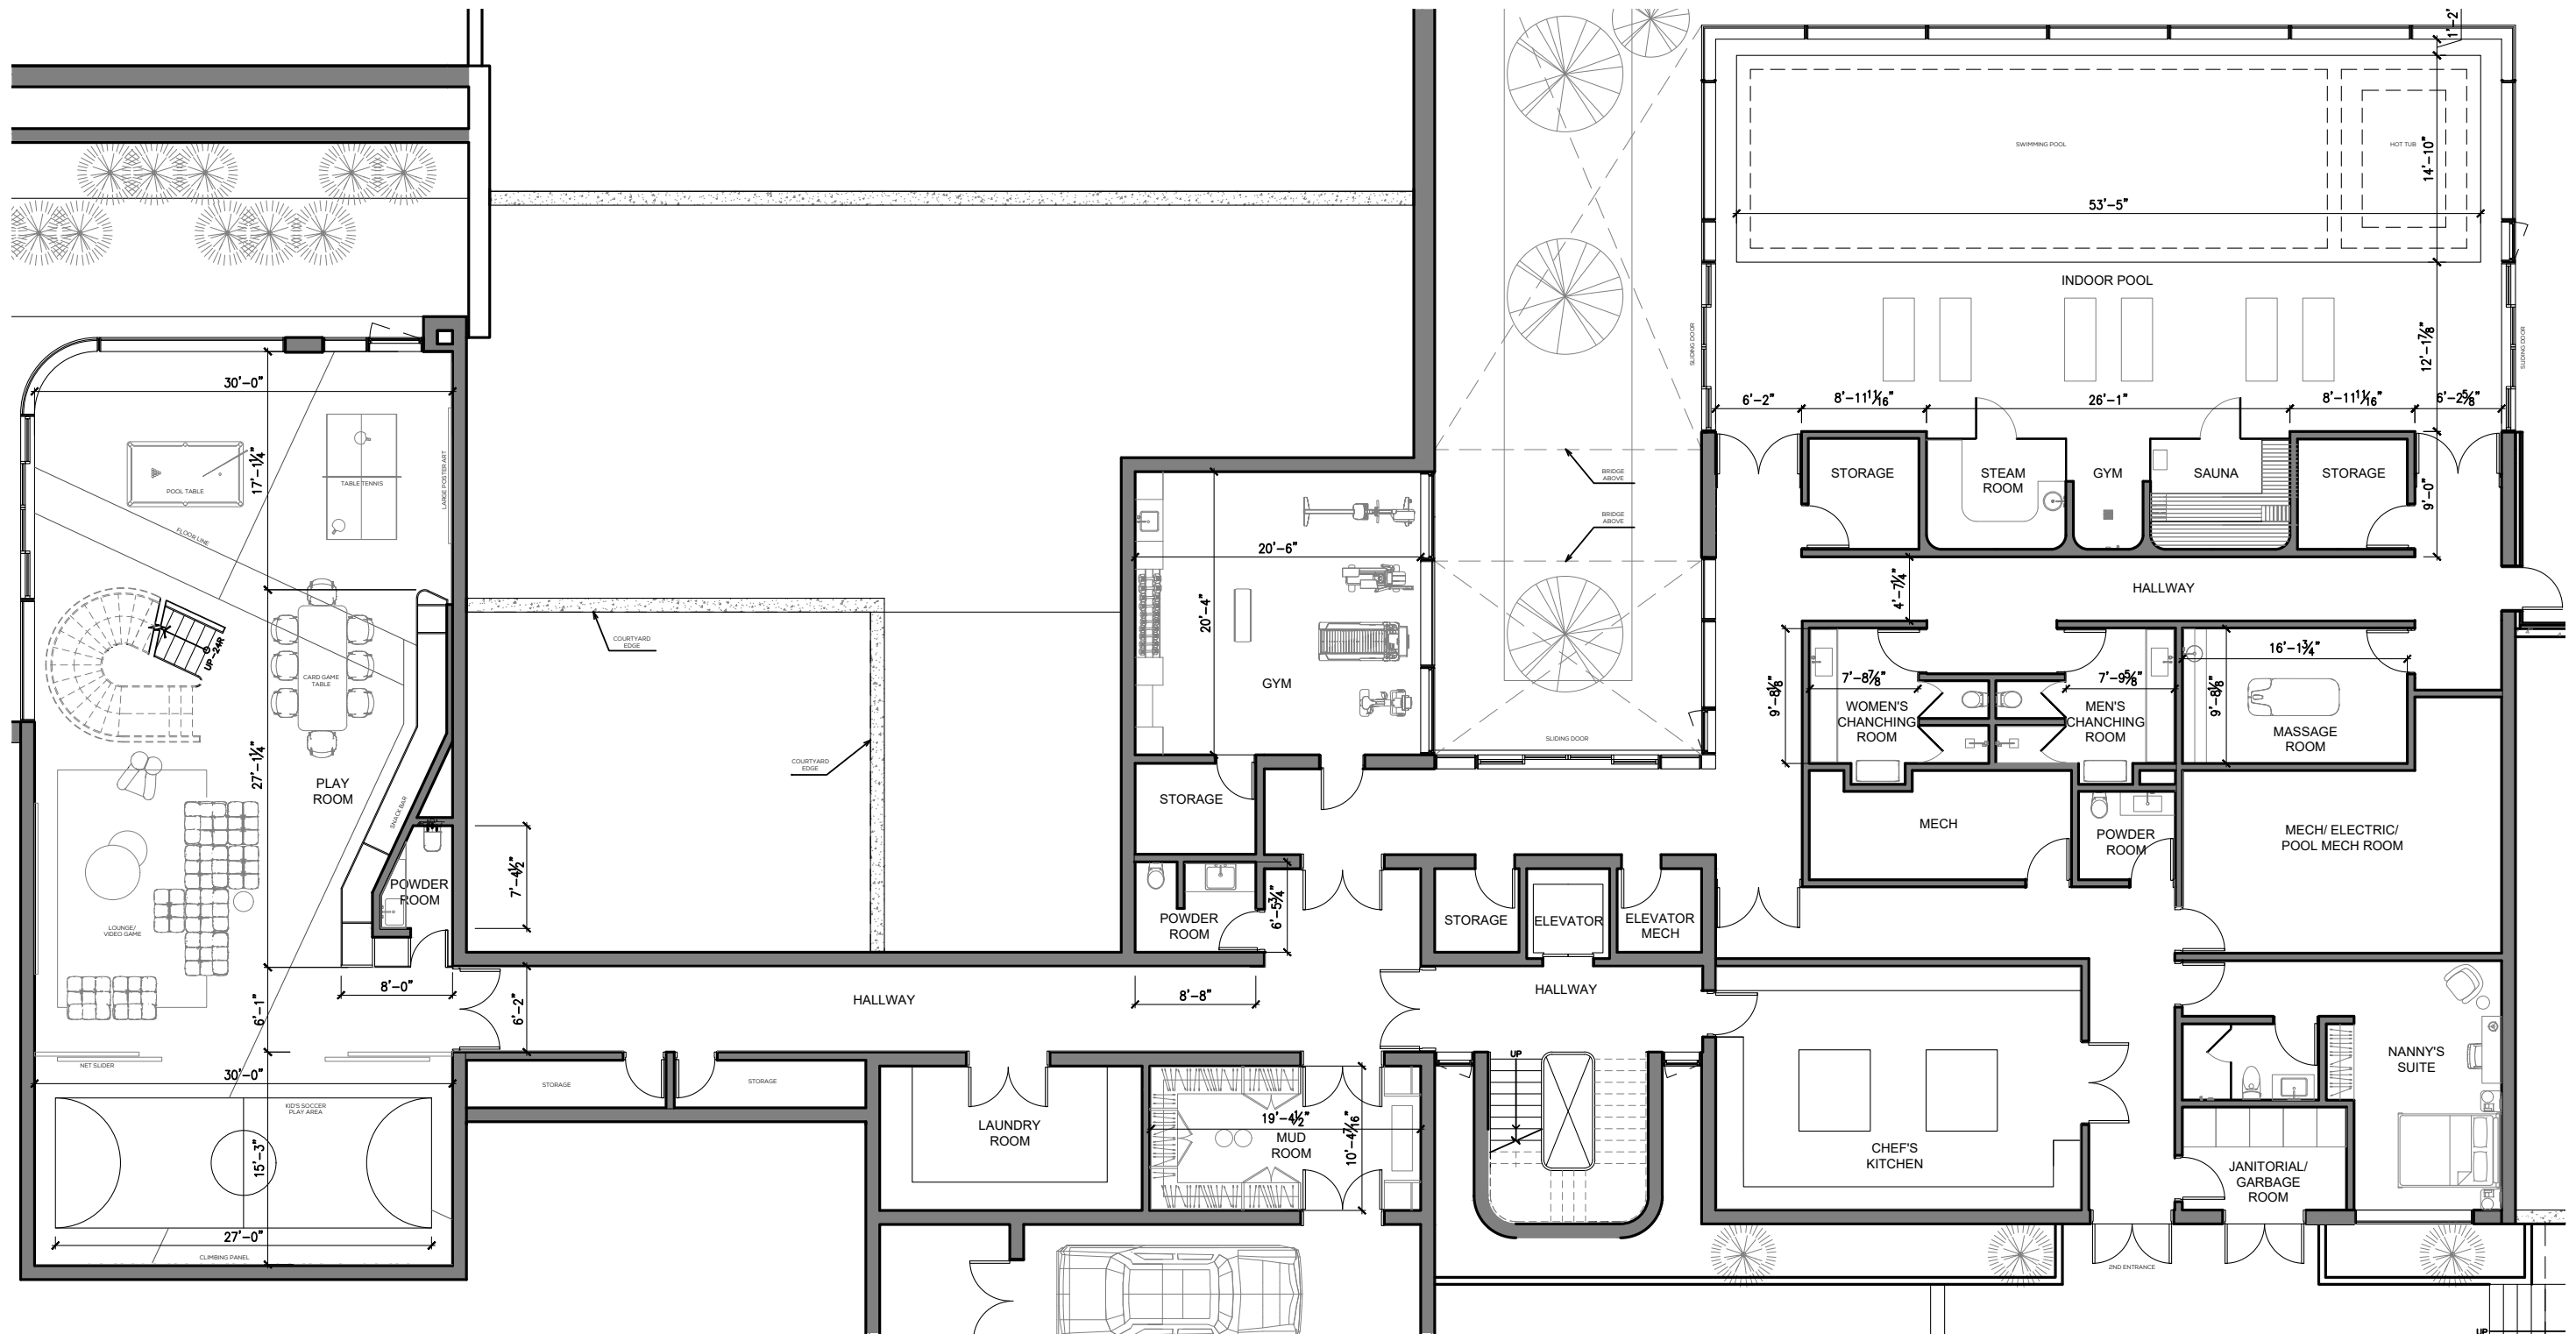 1'-2"
SWIMMING POOL
HOT TUB
14'-10"
53'-5"
INDOOR POOL
SLIDING DOOR
SLIDING DOOR
12'-1⅞"
6'-2"
8'-11 11/16"
26'-1"
8'-11 11/16"
6'-2⅝"
30'-0"
17'-1¼"
POOL TABLE
TABLE TENNIS
LARGE POSTER ART
FLOOR LINE
BRIDGE
ABOVE
BRIDGE
ABOVE
STORAGE
STEAM
ROOM
GYM
SAUNA
STORAGE
9'-0"
20'-6"
20'-4"
GYM
4'-7¼"
HALLWAY
UP-24R
CARD GAME
TABLE
COURTYARD
EDGE
COURTYARD
EDGE
9'-8⅛"
7'-8⅞"
WOMEN'S
CHANCHING
ROOM
7'-9⅝"
MEN'S
CHANCHING
ROOM
9'-8⅛"
16'-1¾"
MASSAGE
ROOM
SLIDING DOOR
27'-1¼"
PLAY
ROOM
SNACK BAR
STORAGE
MECH
POWDER
ROOM
MECH/ ELECTRIC/
POOL MECH ROOM
7'-4½"
POWDER
ROOM
LOUNGE/
VIDEO GAME
POWDER
ROOM
6'-5¾"
STORAGE
ELEVATOR
ELEVATOR
MECH
8'-0"
6'-1"
6'-2"
HALLWAY
8'-8"
HALLWAY
NET SLIDER
30'-0"
STORAGE
STORAGE
UP
NANNY'S
SUITE
KID'S SOCCER
PLAY AREA
15'-3"
LAUNDRY
ROOM
19'-4½"
MUD
ROOM
10'-4 7/16"
CHEF'S
KITCHEN
JANITORIAL/
GARBAGE
ROOM
27'-0"
CLIMBING PANEL
2ND ENTRANCE
UP